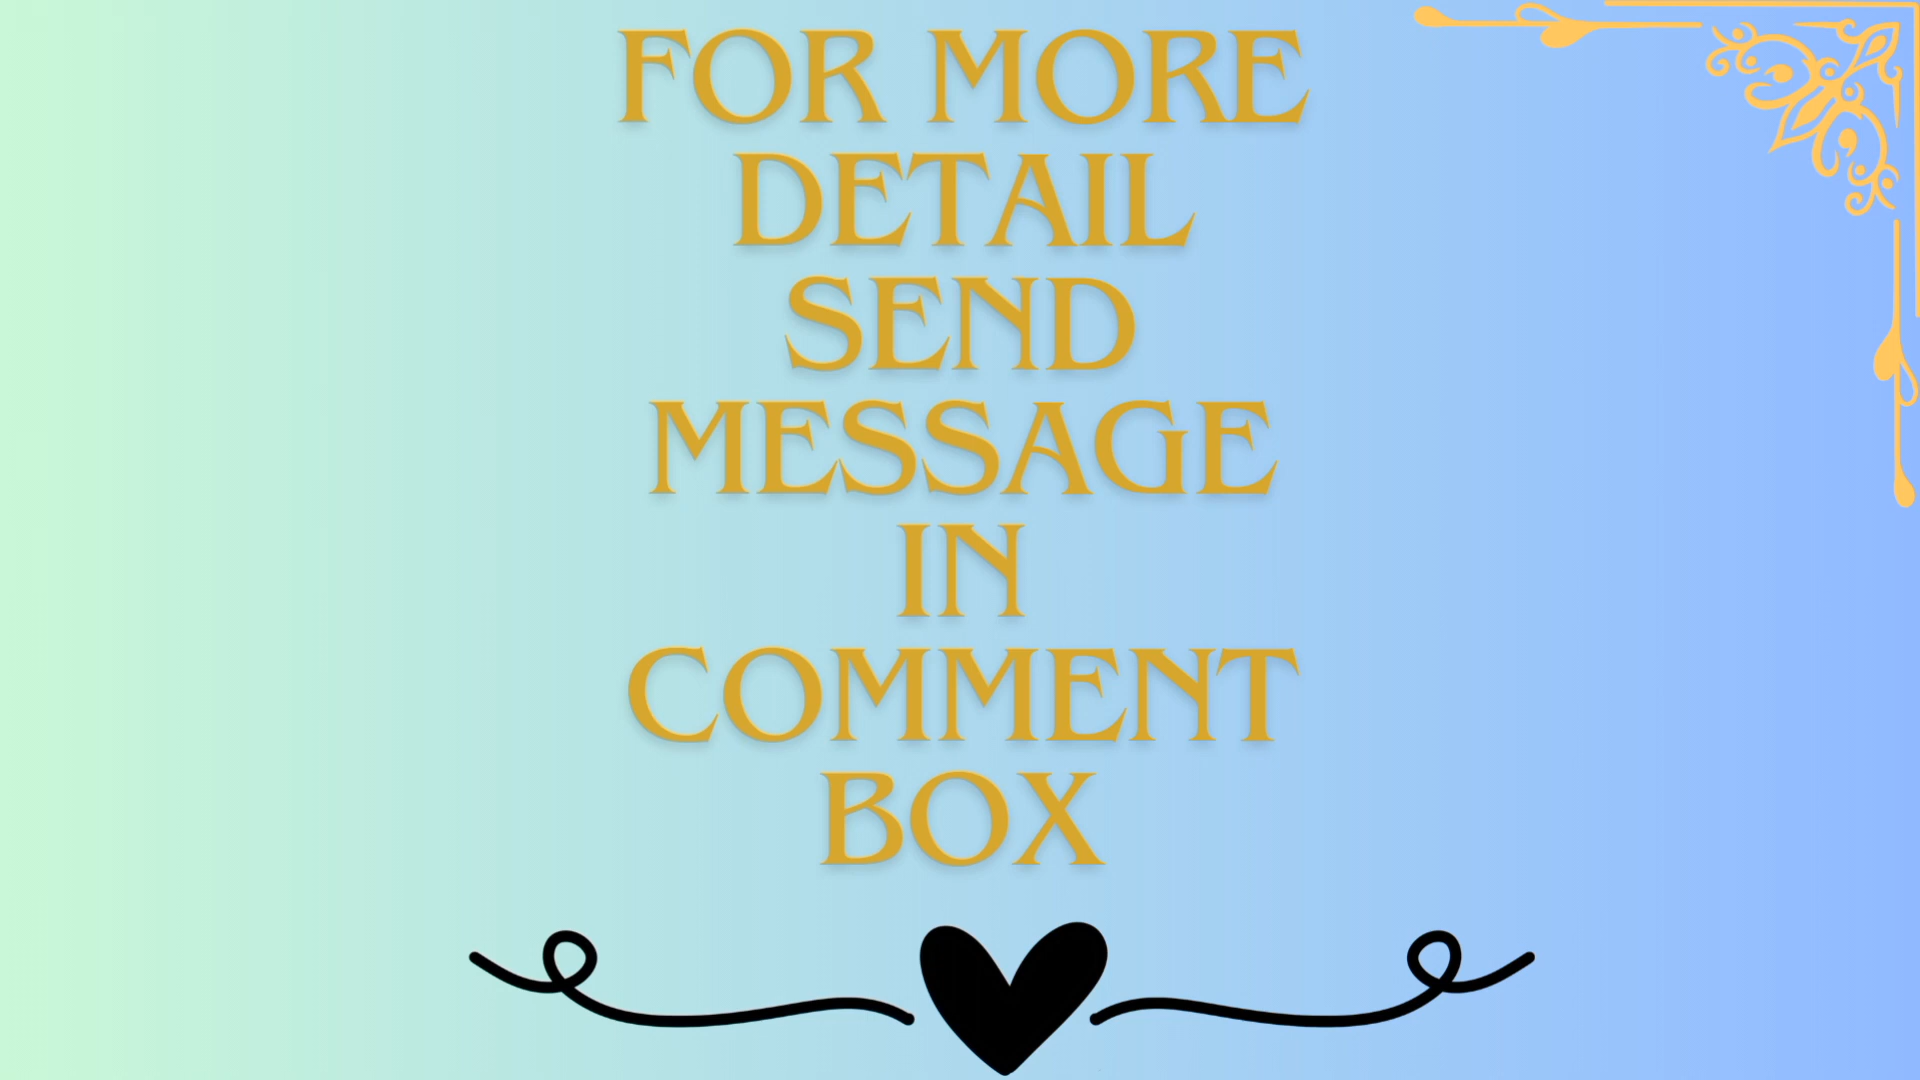 FOR MORE
DETAIL
SEND
MESSAGE
IN
COMMENT
BOX